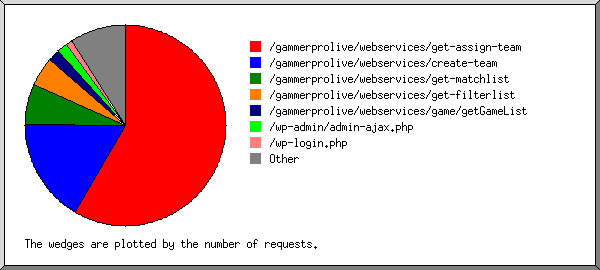 /gammerprolive/webservices/get-assign-team
/gammerprolive/webservices/create-team
/gammerprolive/webservices/get-matchlist
/gammerprolive/webservices/get-filterlist
/gammerprolive/webservices/game/getGameList
/wp-admin/admin-ajax.php
/wp-login.php
Other
The wedges are plotted by the number of requests.